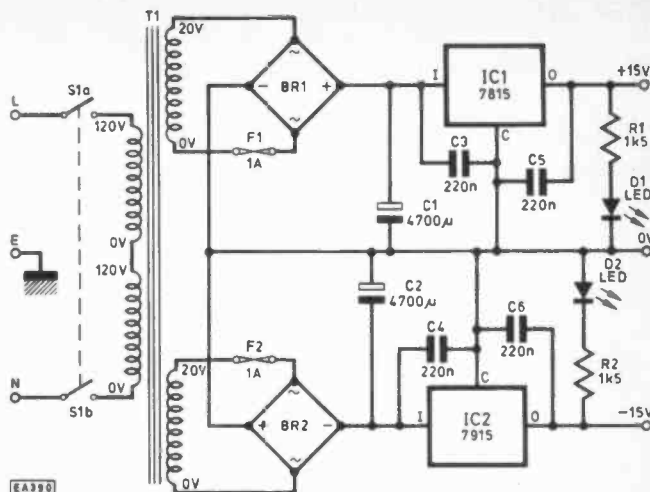 T1
20V
S1a
L
120V
BR1
-
+
~
~
0V
F1
1A
I
IC1
7815
O
C
+15V
C3
220n
C5
220n
R1
1k5
D1
LED
C1
4700µ
E
0V
120V
0V
D2
LED
C2
4700µ
C4
220n
C6
220n
R2
1k5
N
0V
S1b
20V
F2
1A
BR2
+
-
~
~
0V
I
IC2
7915
O
C
-15V
EA390